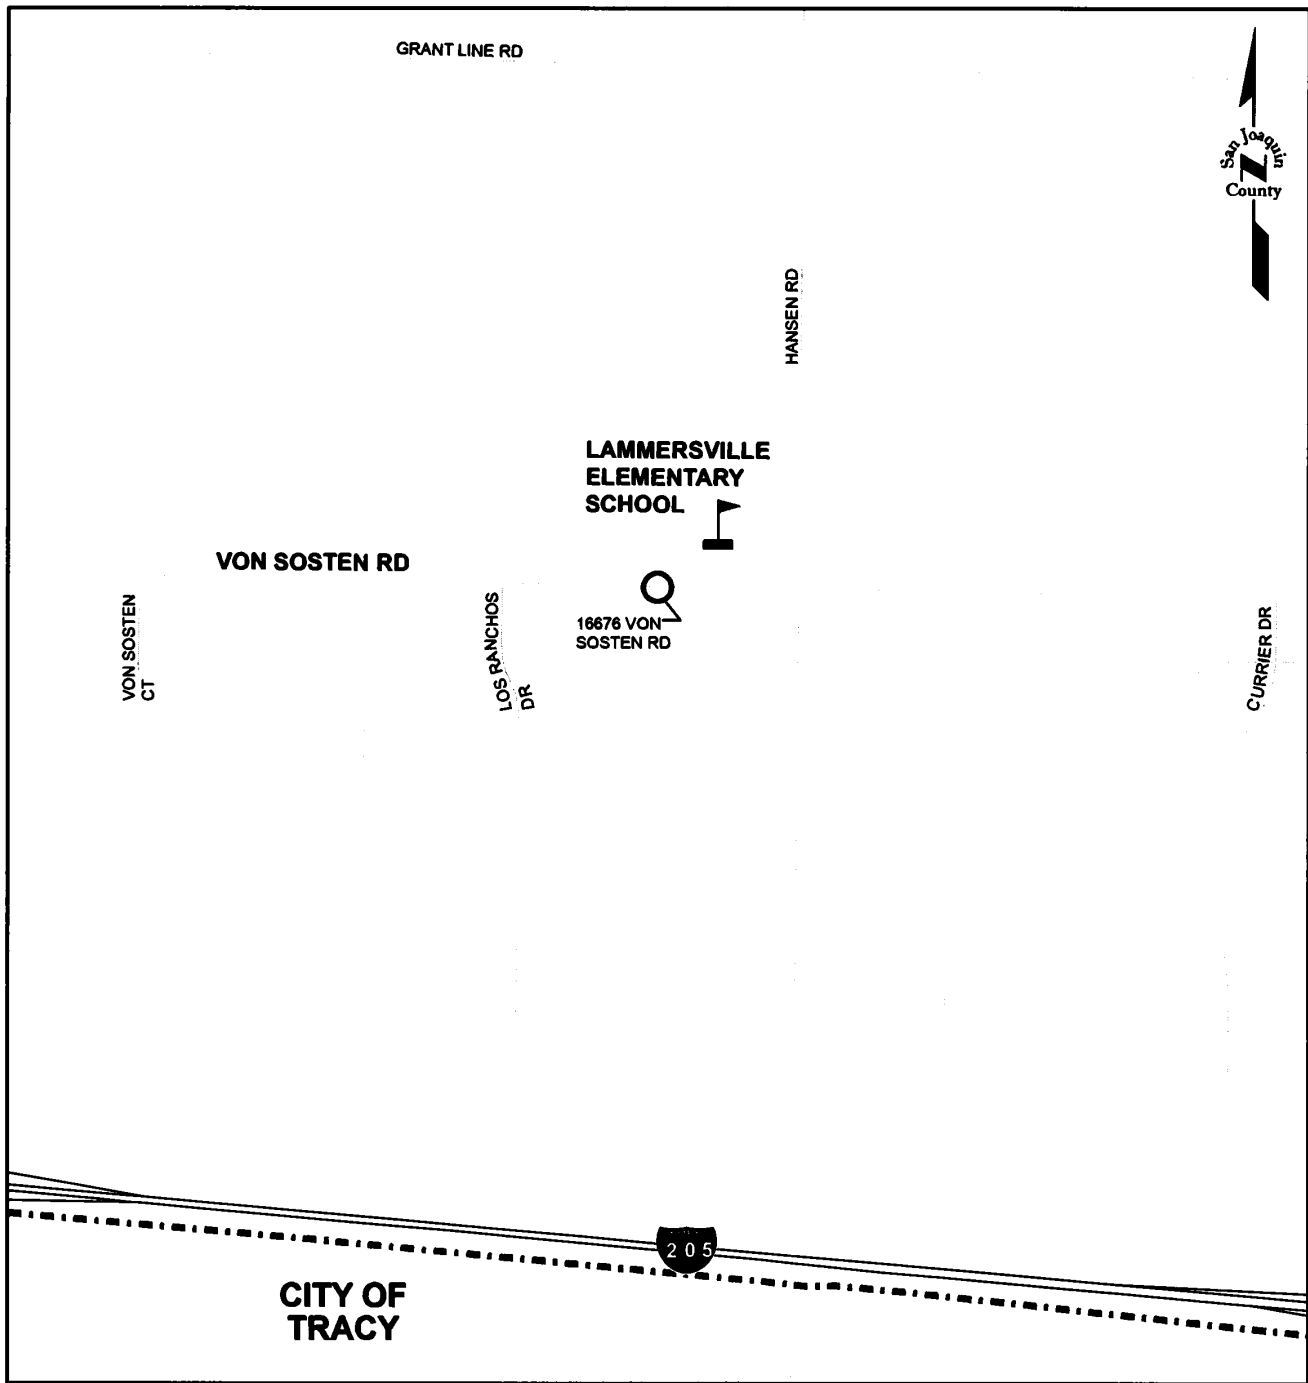 GRANT LINE RD
San Joaquin
N
County
HANSEN RD
LAMMERSVILLE
ELEMENTARY
SCHOOL
VON SOSTEN RD
VON SOSTEN
CT
LOS RANCHOS
DR
16676 VON
SOSTEN RD
CURRIER DR
205
CITY OF
TRACY